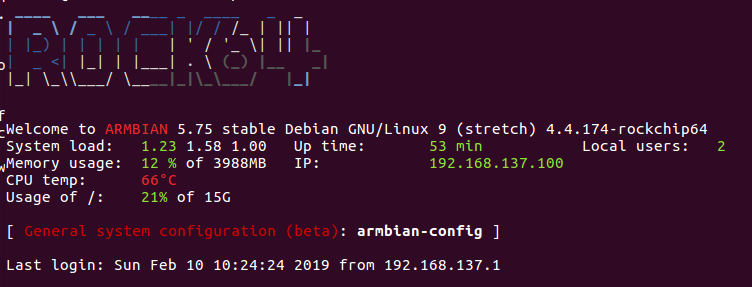 ROCK64
Welcome to ARMBIAN 5.75 stable Debian GNU/Linux 9 (stretch) 4.4.174-rockchip64
System load: 1.23 1.58 1.00 Up time: 53 min Local users: 2
Memory usage: 12 % of 3988MB IP: 192.168.137.100
CPU temp: 66°C
Usage of /: 21% of 15G
[ General system configuration (beta): armbian-config ]
Last login: Sun Feb 10 10:24:24 2019 from 192.168.137.1